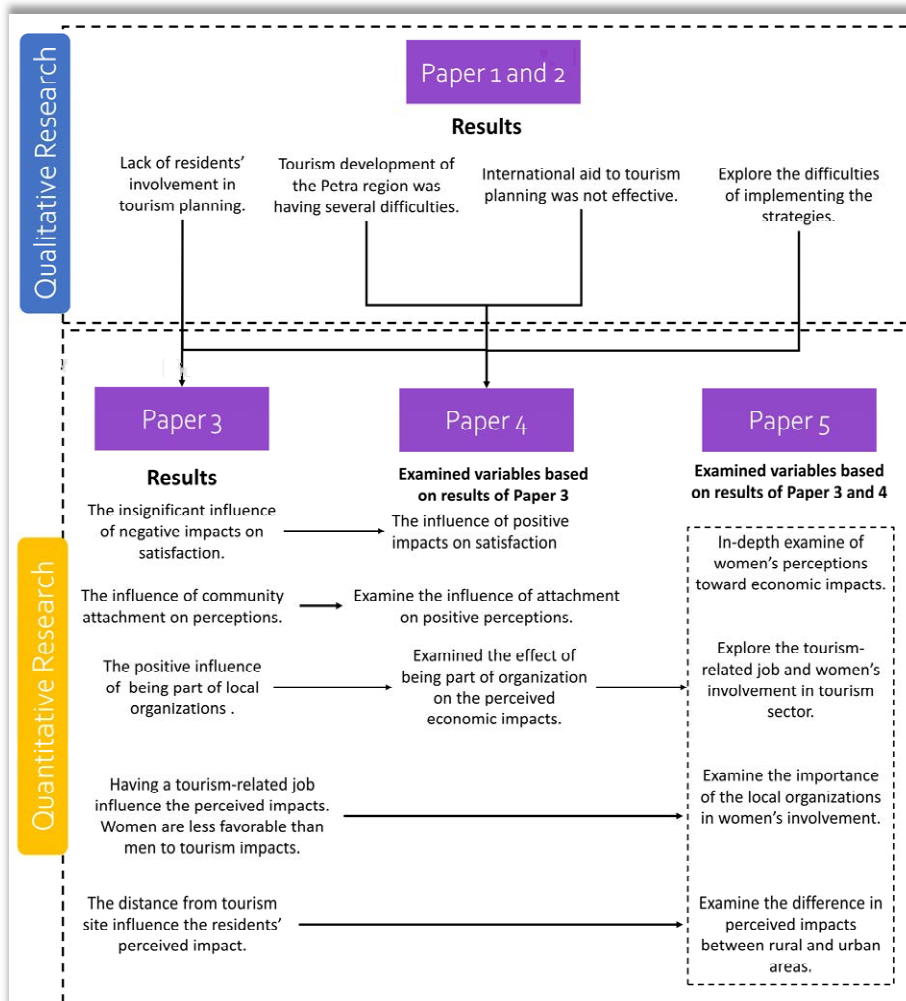 Qualitative Research
Paper 1 and 2
Results
Lack of residents'
involvement in
tourism planning.
Tourism development of
the Petra region was
having several difficulties.
International aid to tourism
planning was not effective.
Explore the difficulties
of implementing the
strategies.
Quantitative Research
Paper 3
Results
The insignificant influence
of negative impacts on
satisfaction.
The influence of community
attachment on perceptions.
The positive influence
of being part of local
organizations .
Having a tourism-related job
influence the perceived impacts.
Women are less favorable than
men to tourism impacts.
The distance from tourism
site influence the residents'
perceived impact.
Paper 4
Examined variables based
on results of Paper 3
The influence of positive
impacts on satisfaction
Examine the influence of attachment
on positive perceptions.
Examined the effect of
being part of organization
on the perceived
economic impacts.
Paper 5
Examined variables based
on results of Paper 3 and 4
In-depth examine of
women's perceptions
toward economic impacts.
Explore the tourism-
related job and women's
involvement in tourism
sector.
Examine the importance
of the local organizations
in women's involvement.
Examine the difference in
perceived impacts
between rural and urban
areas.